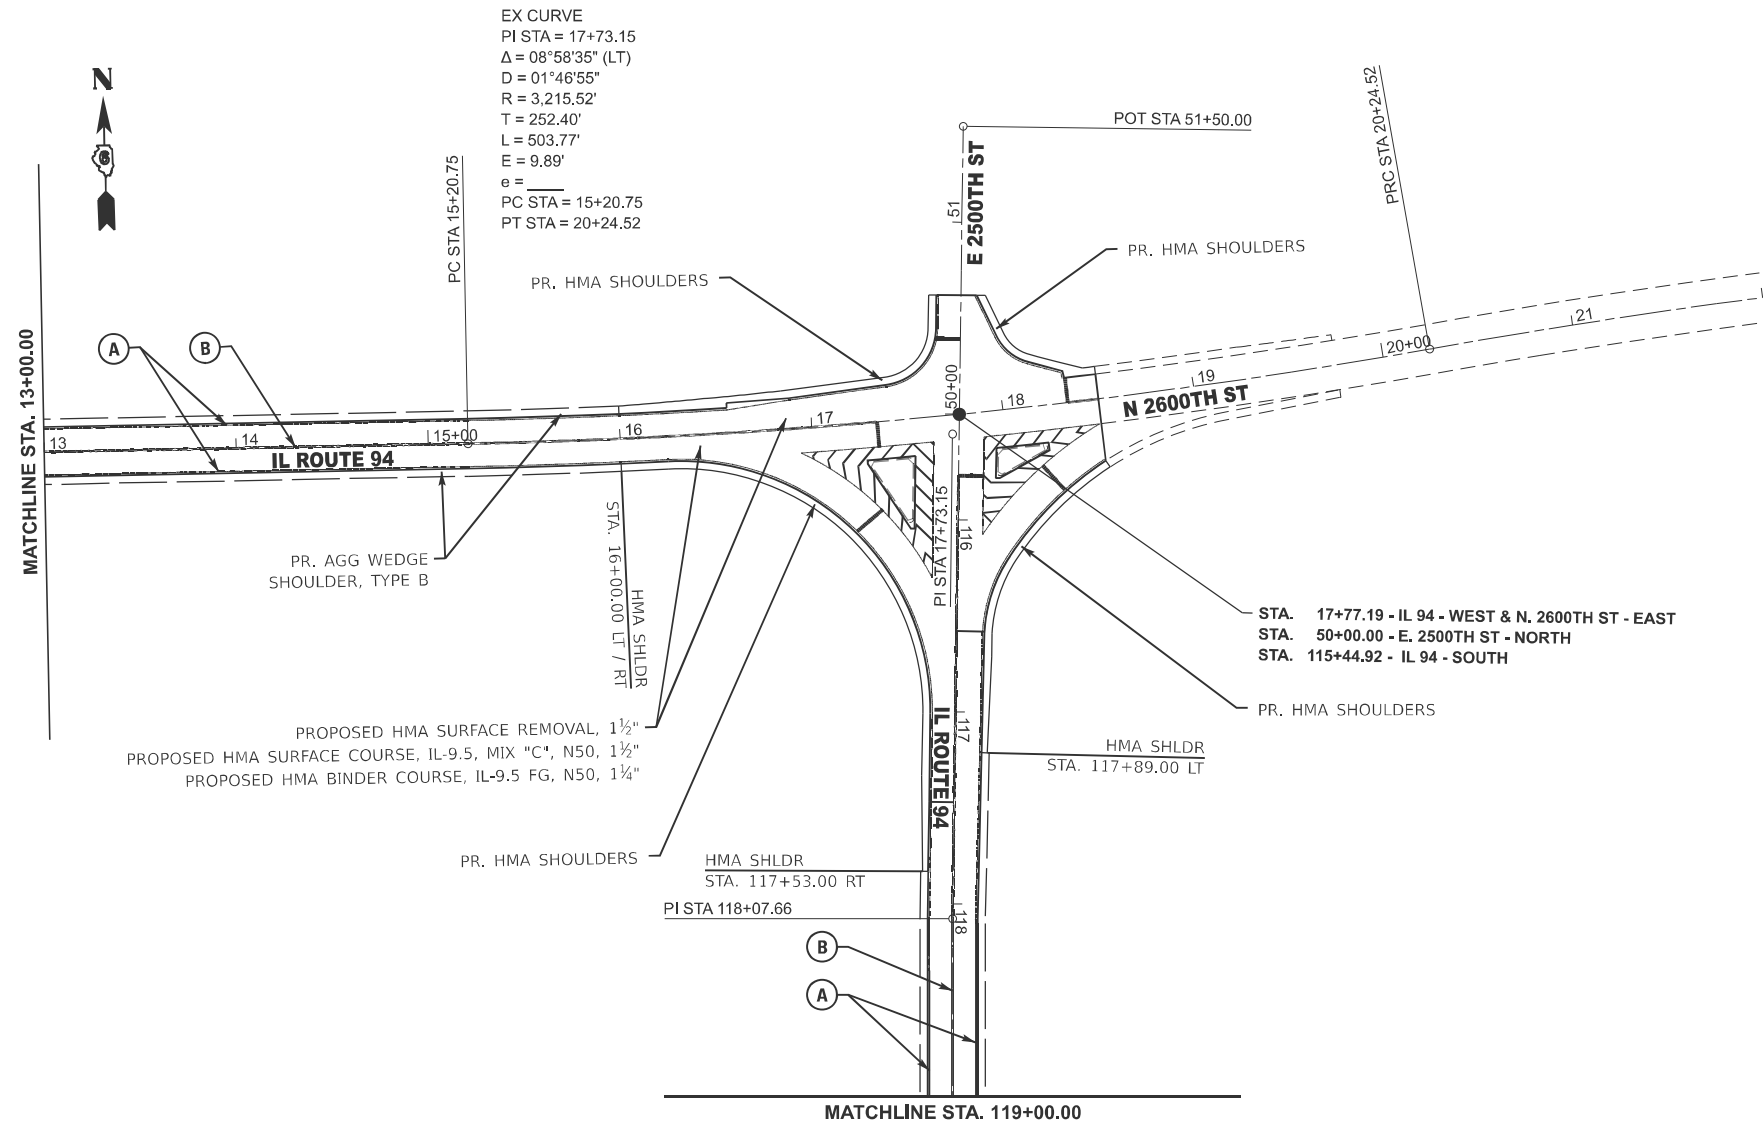 EX CURVE
PI STA = 17+73.15
Δ = 08°58'35" (LT)
D = 01°46'55"
R = 3,215.52'
T = 252.40'
L = 503.77'
E = 9.89'
e = ____
PC STA = 15+20.75
PT STA = 20+24.52
N
POT STA 51+50.00
PRC STA 20+24.52
PC STA 15+20.75
51
E 2500TH ST
PR. HMA SHOULDERS
PR. HMA SHOULDERS
MATCHLINE STA. 13+00.00
A
B
13
14
15+00
16
17
50+00
18
19
20+00
21
IL ROUTE 94
N 2600TH ST
PR. AGG WEDGE
SHOULDER, TYPE B
HMA SHLDR
STA. 16+00.00 LT / RT
PI STA 17+73.15
116
STA. 17+77.19 - IL 94 - WEST & N. 2600TH ST - EAST
STA. 50+00.00 - E. 2500TH ST - NORTH
STA. 115+44.92 - IL 94 - SOUTH
PR. HMA SHOULDERS
PROPOSED HMA SURFACE REMOVAL, 1½"
PROPOSED HMA SURFACE COURSE, IL-9.5, MIX "C", N50, 1½"
PROPOSED HMA BINDER COURSE, IL-9.5 FG, N50, 1¼"
IL ROUTE 94
117
HMA SHLDR
STA. 117+89.00 LT
PR. HMA SHOULDERS
HMA SHLDR
STA. 117+53.00 RT
PI STA 118+07.66
118
B
A
MATCHLINE STA. 119+00.00